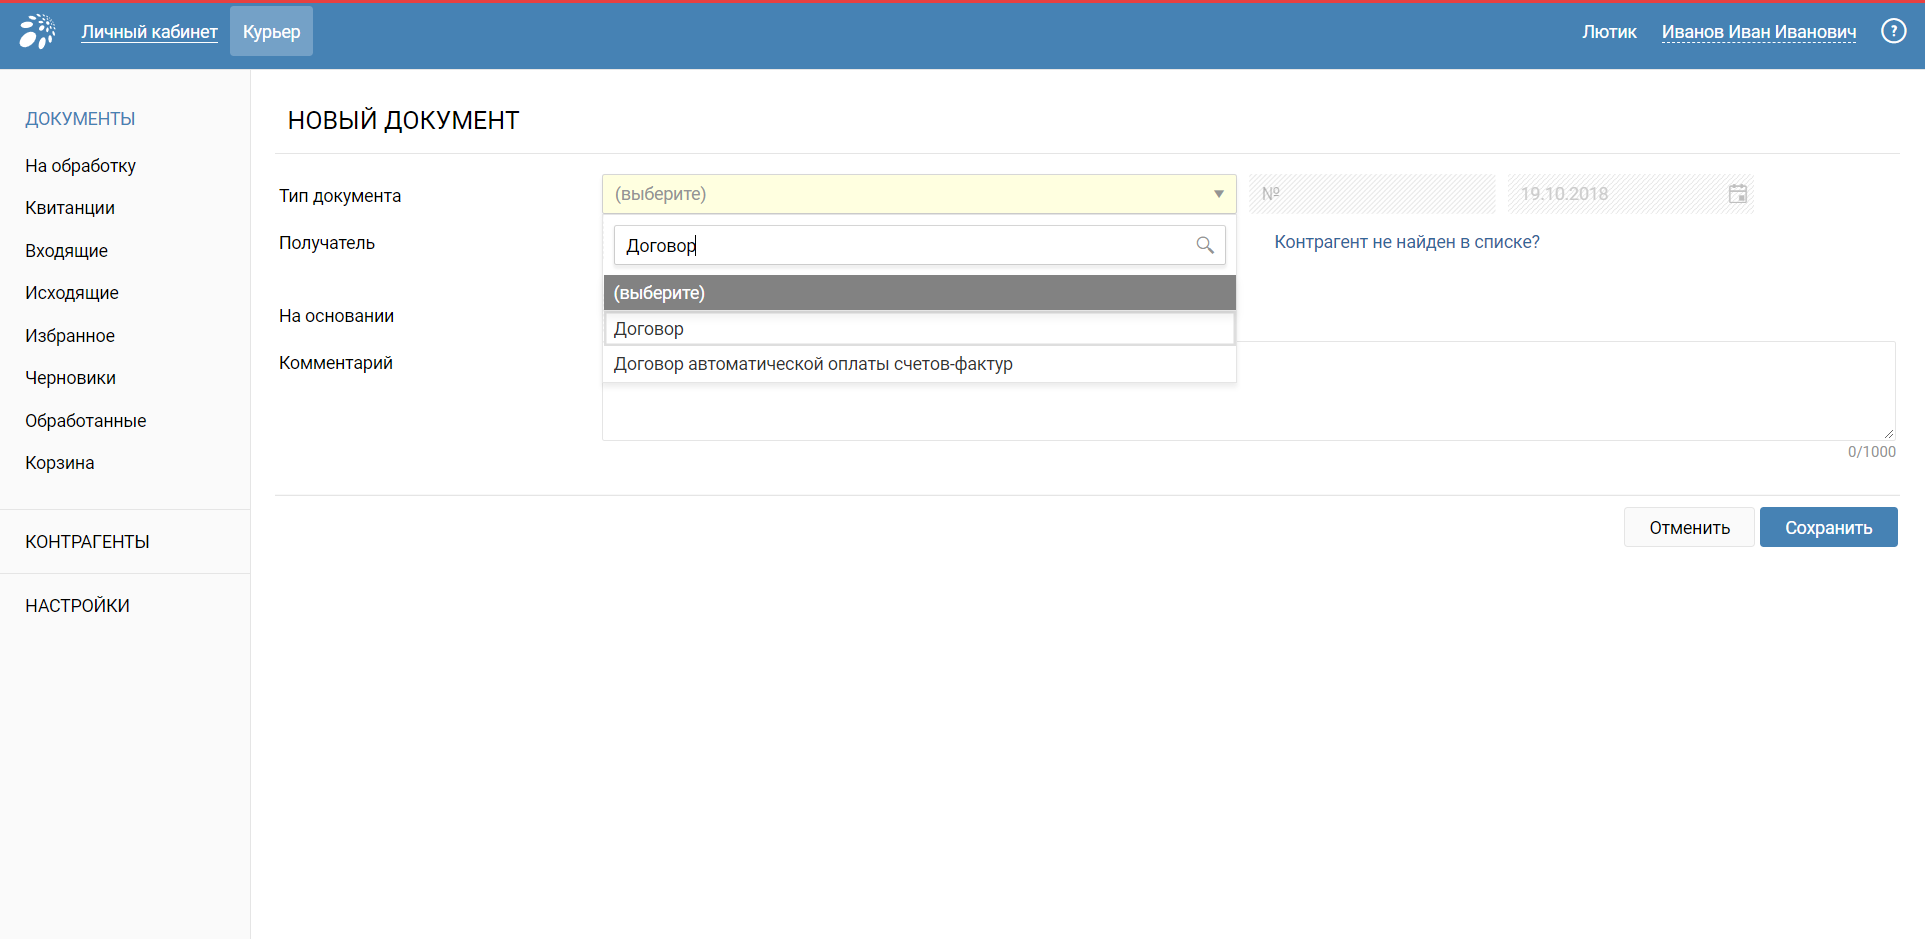 Личный кабинет Курьер Лютик Иванов Иван Иванович ?
ДОКУМЕНТЫ
На обработку
Квитанции
Входящие
Исходящие
Избранное
Черновики
Обработанные
Корзина
КОНТРАГЕНТЫ
НАСТРОЙКИ
НОВЫЙ ДОКУМЕНТ
Тип документа (выберите) № 19.10.2018
Получатель Договор Контрагент не найден в списке?
(выберите)
На основании
Договор
Комментарий
Договор автоматической оплаты счетов-фактур
0/1000
Отменить Сохранить